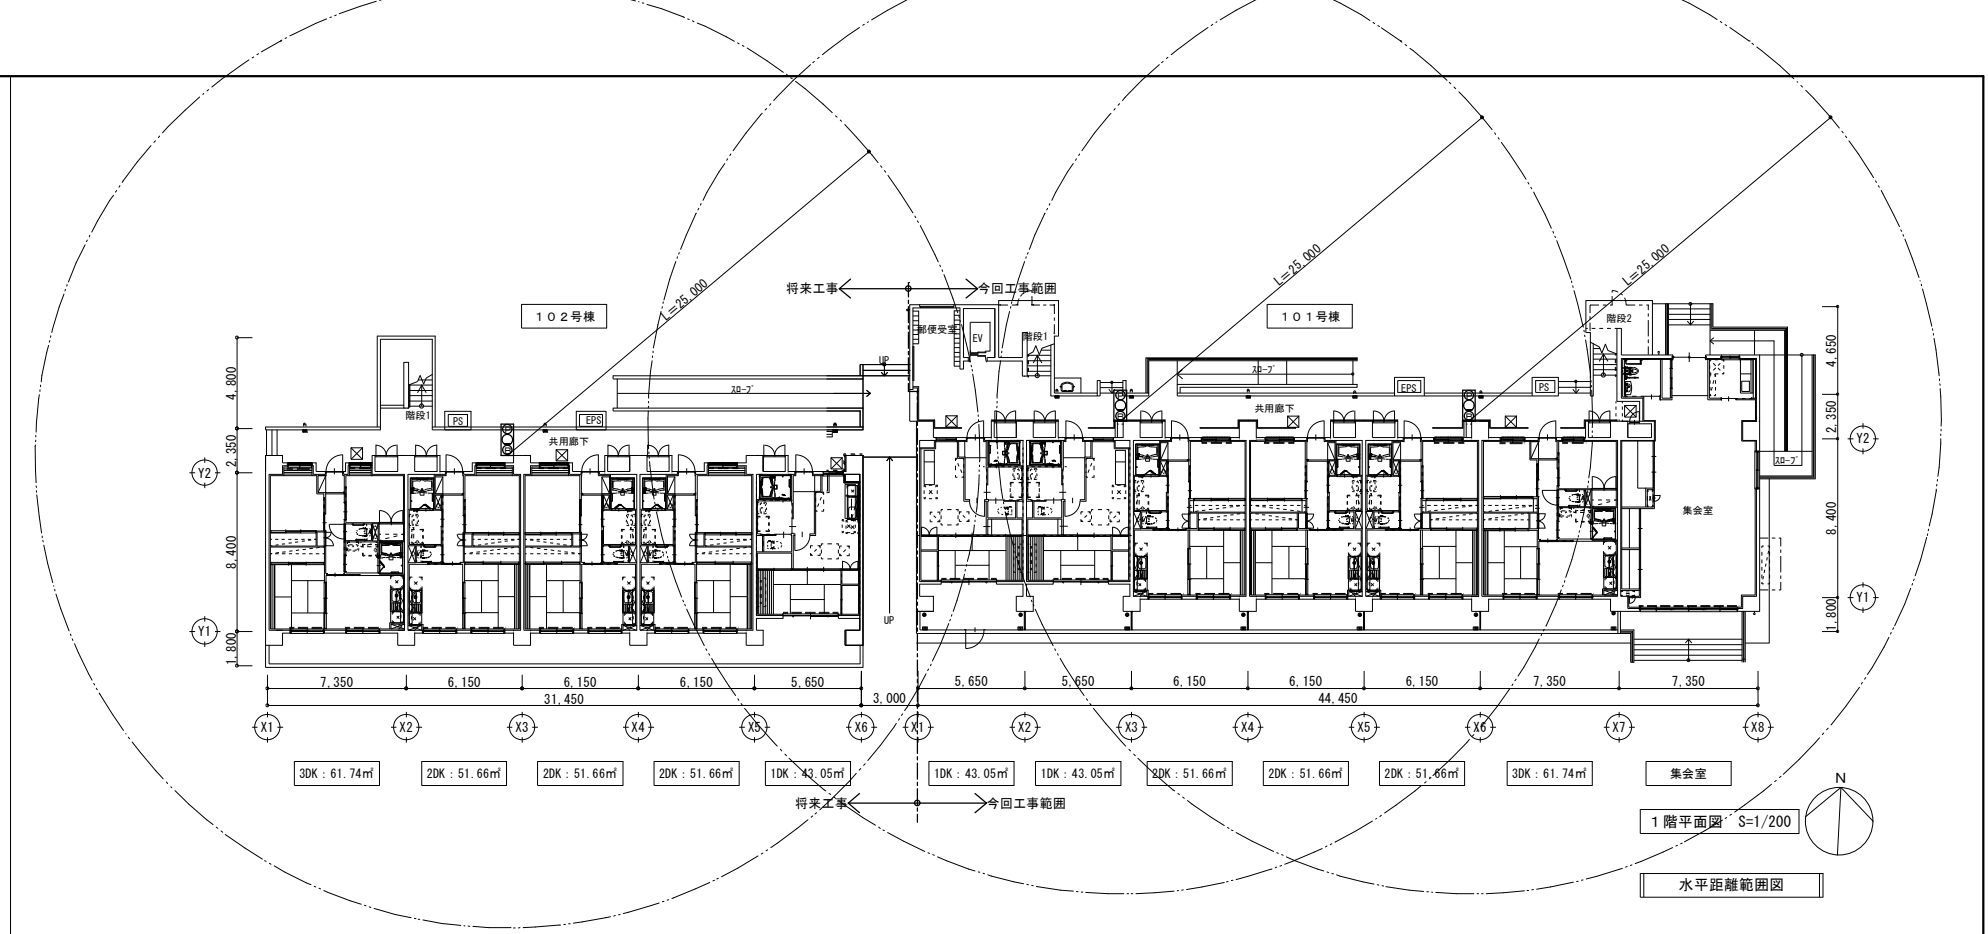 L=25,000
L=25,000
L=25,000
将来工事
今回工事範囲
102号棟
101号棟
郵便受室
EV
階段1
階段2
UP
スロープ
スロープ
スロープ
階段1
PS
EPS
共用廊下
共用廊下
EPS
PS
集会室
UP
4,800
2,350
8,400
1,800
Y2
Y1
4,650
2,350
8,400
1,800
Y2
Y1
7,350
6,150
6,150
6,150
5,650
31,450
3,000
5,650
5,650
6,150
6,150
6,150
7,350
7,350
44,450
X1
X2
X3
X4
X5
X6
X1
X2
X3
X4
X5
X6
X7
X8
3DK：61.74㎡
2DK：51.66㎡
2DK：51.66㎡
2DK：51.66㎡
1DK：43.05㎡
1DK：43.05㎡
1DK：43.05㎡
2DK：51.66㎡
2DK：51.66㎡
2DK：51.66㎡
3DK：61.74㎡
集会室
将来工事
今回工事範囲
N
1階平面図 S=1/200
水平距離範囲図